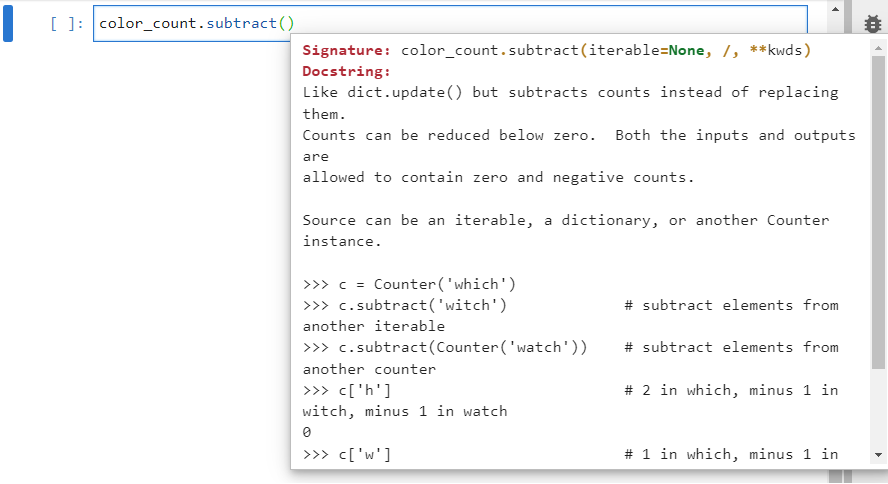 [ ]: color_count.subtract()
Signature: color_count.subtract(iterable=None, /, **kwds)
Docstring:
Like dict.update() but subtracts counts instead of replacing
them.
Counts can be reduced below zero.  Both the inputs and outputs
are
allowed to contain zero and negative counts.
Source can be an iterable, a dictionary, or another Counter
instance.
>>> c = Counter('which')
>>> c.subtract('witch')             # subtract elements from
another iterable
>>> c.subtract(Counter('watch'))    # subtract elements from
another counter
>>> c['h']                          # 2 in which, minus 1 in
witch, minus 1 in watch
0
>>> c['w']                          # 1 in which, minus 1 in